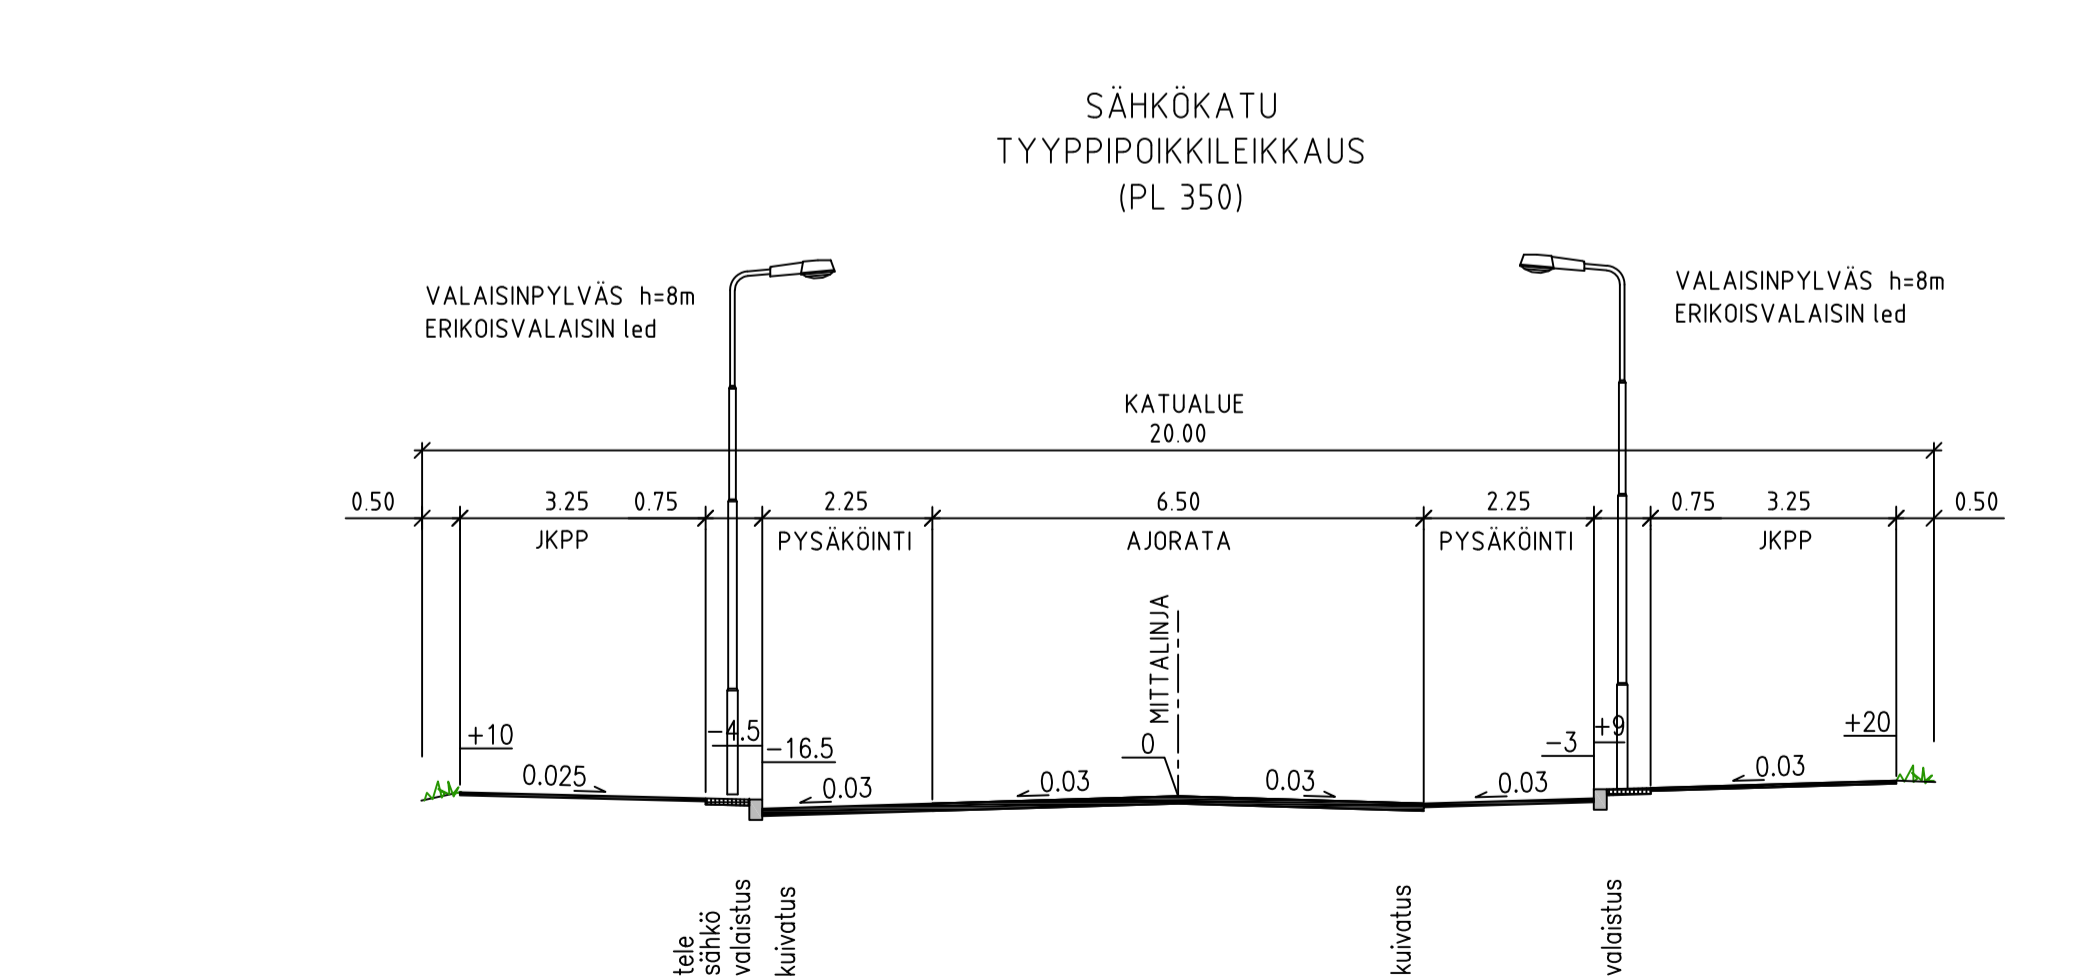 SÄHKÖKATU
TYYPPIPOIKKILEIKKAUS
(PL 350)
VALAISINPYLVÄS h=8m
ERIKOISVALAISIN led
VALAISINPYLVÄS h=8m
ERIKOISVALAISIN led
KATUALUE
20.00
0.50 3.25 0.75 2.25 6.50 2.25 0.75 3.25 0.50
JKPP PYSÄKÖINTI AJORATA PYSÄKÖINTI JKPP
MITTALINJA
+10 -4.5 -16.5 0 -3 +9 +20
0.025 0.03 0.03 0.03 0.03 0.03
tele
sähkö
valaistus
kuivatus
kuivatus
valaistus